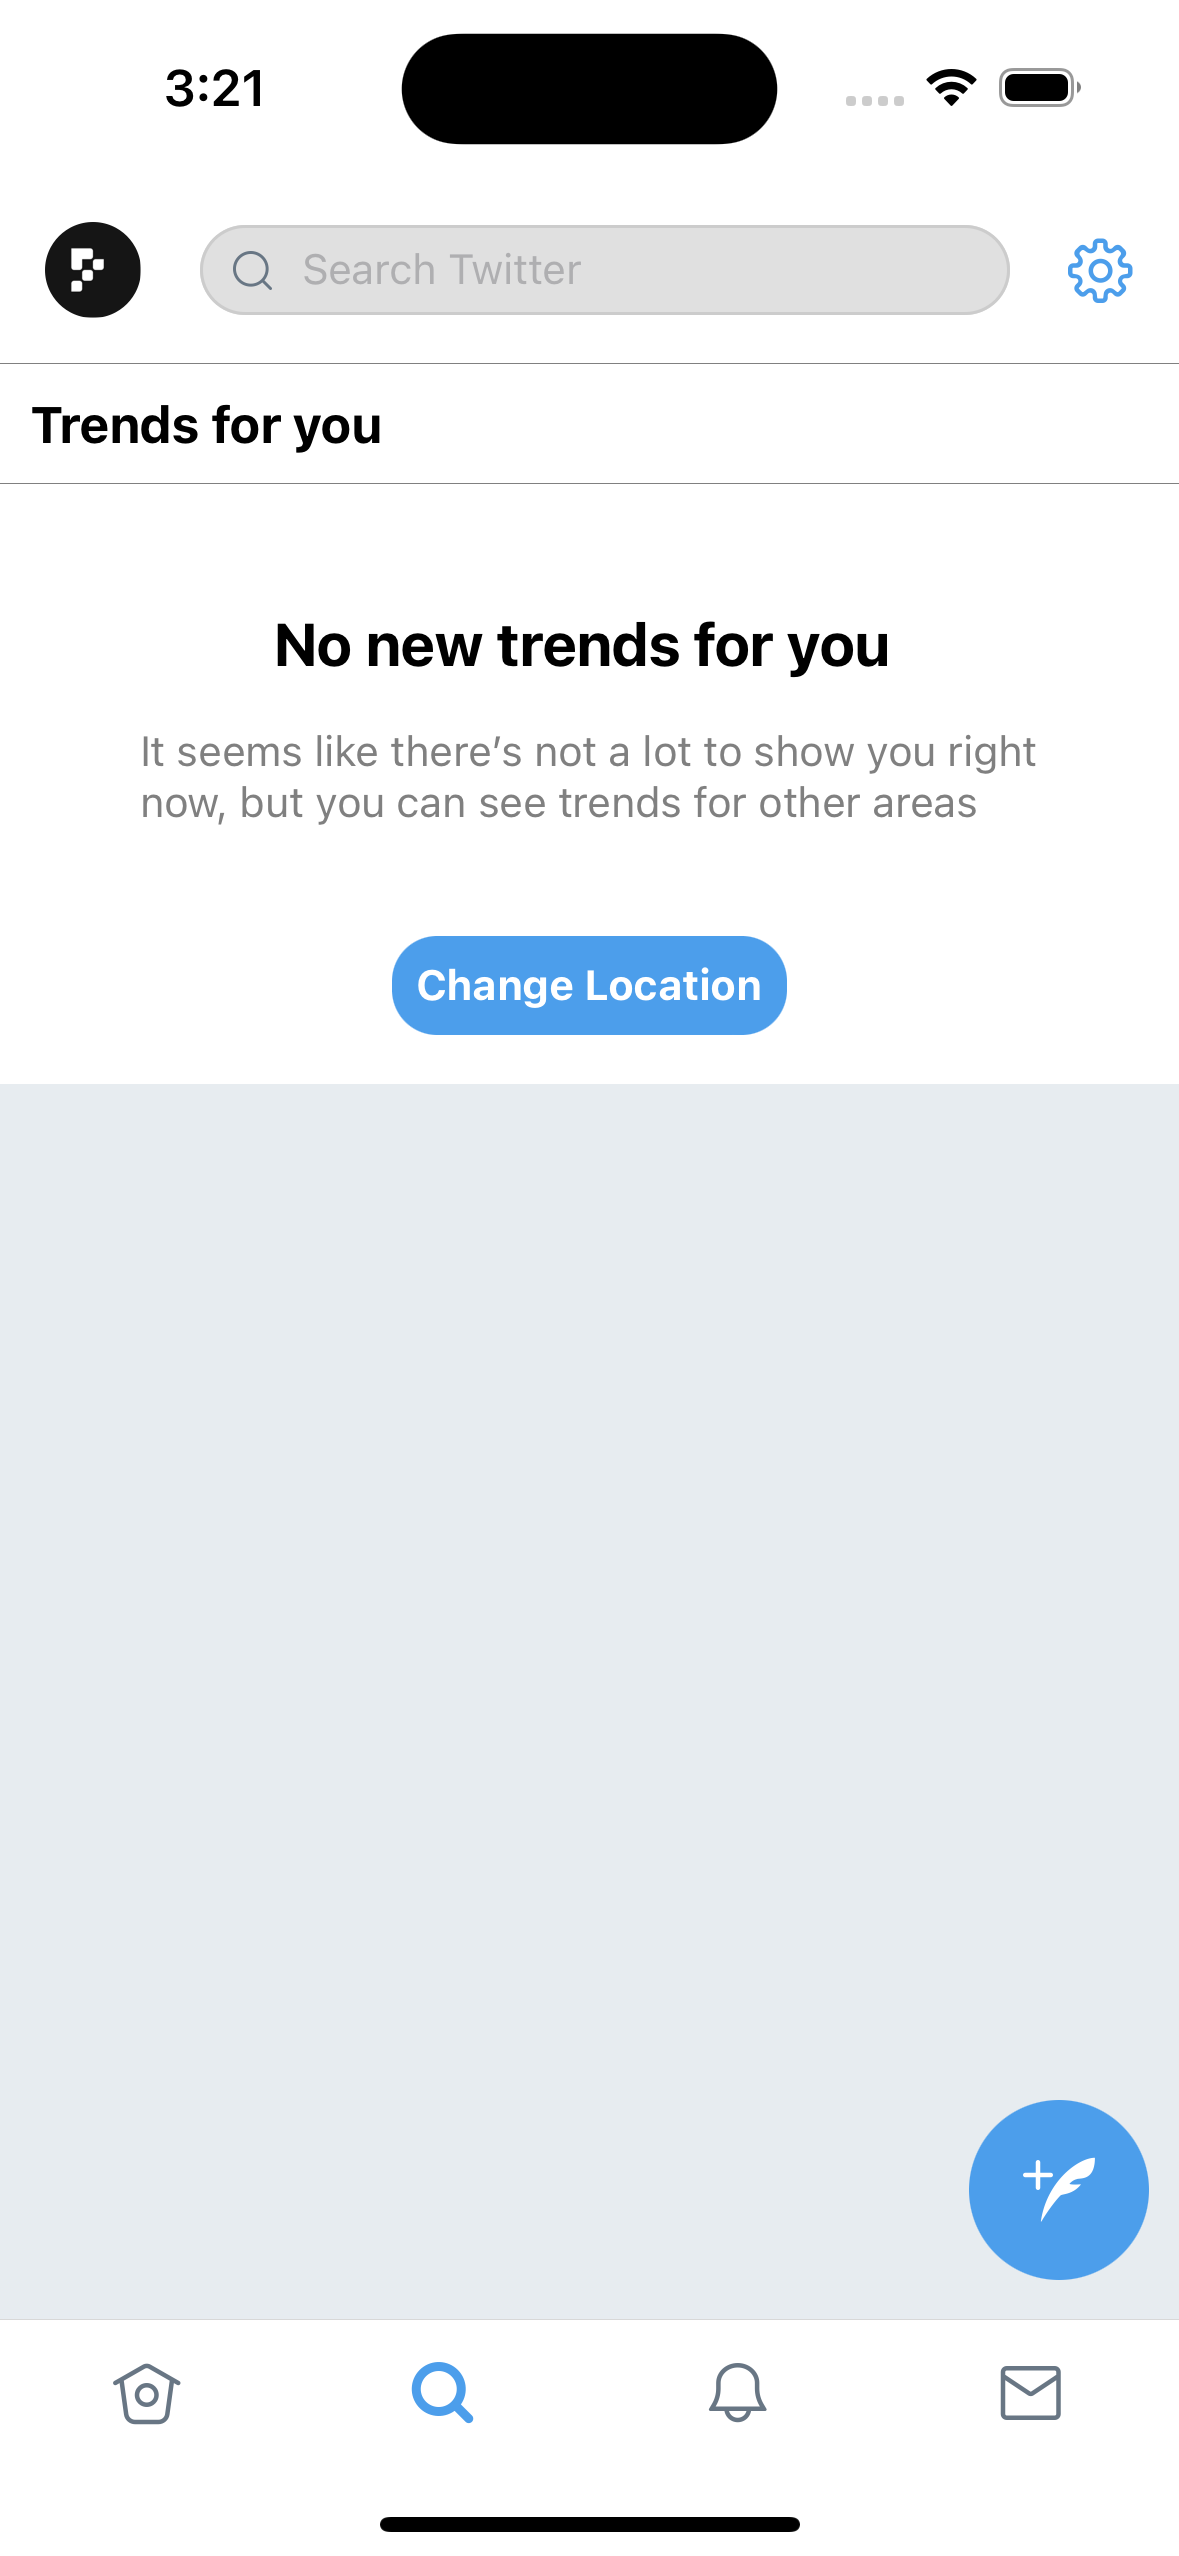 3:21
Search Twitter
Trends for you
No new trends for you
It seems like there’s not a lot to show you right
now, but you can see trends for other areas
Change Location